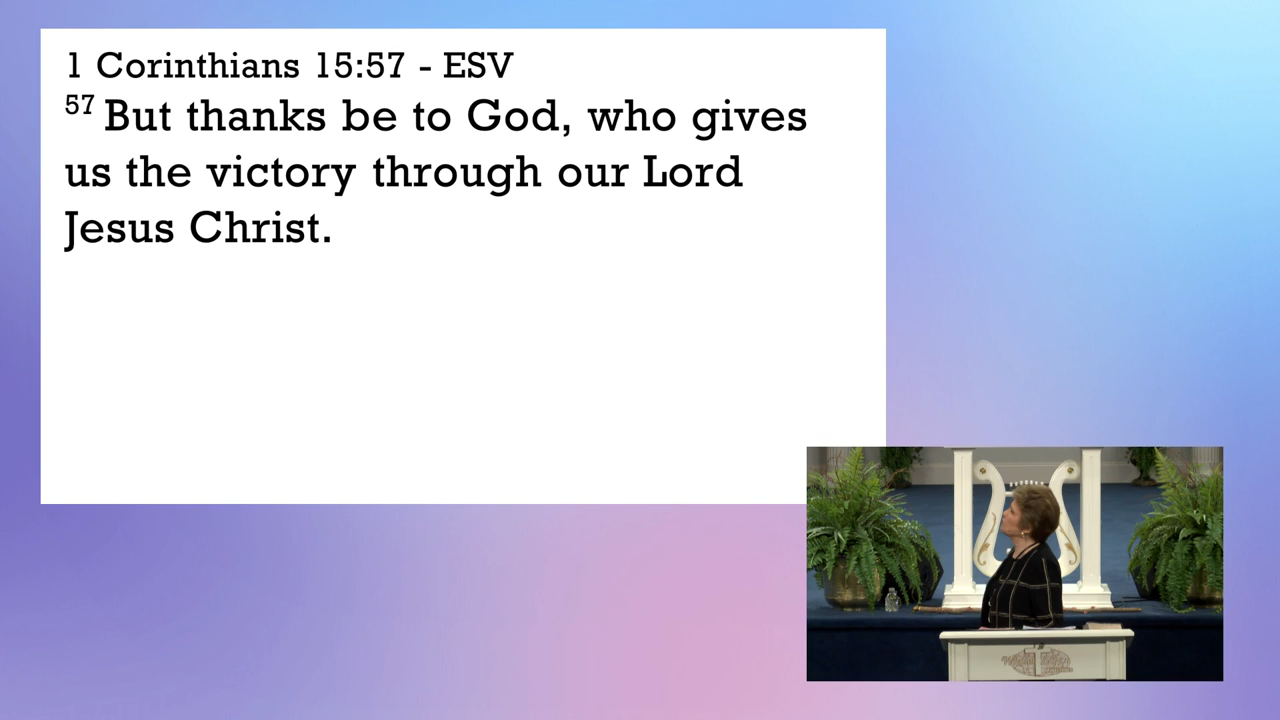 1 Corinthians 15:57 - ESV
57 But thanks be to God, who gives
us the victory through our Lord
Jesus Christ.